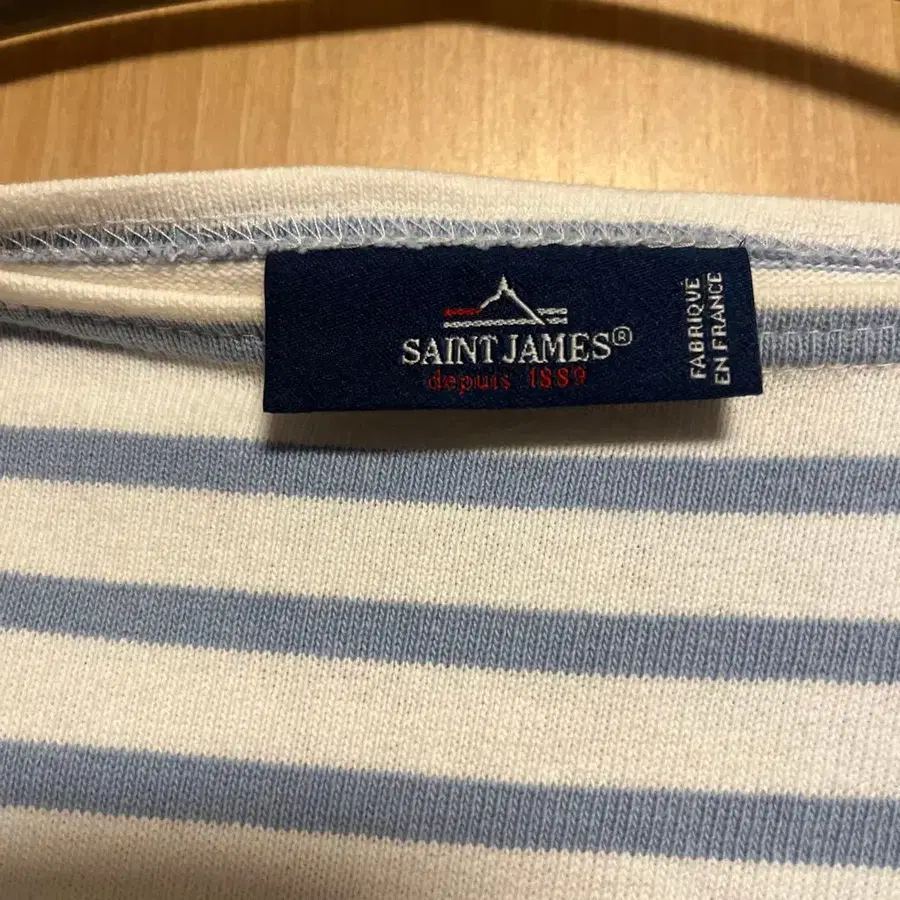 SAINT JAMES®
depuis 1889
FABRIQUÉ
EN FRANCE